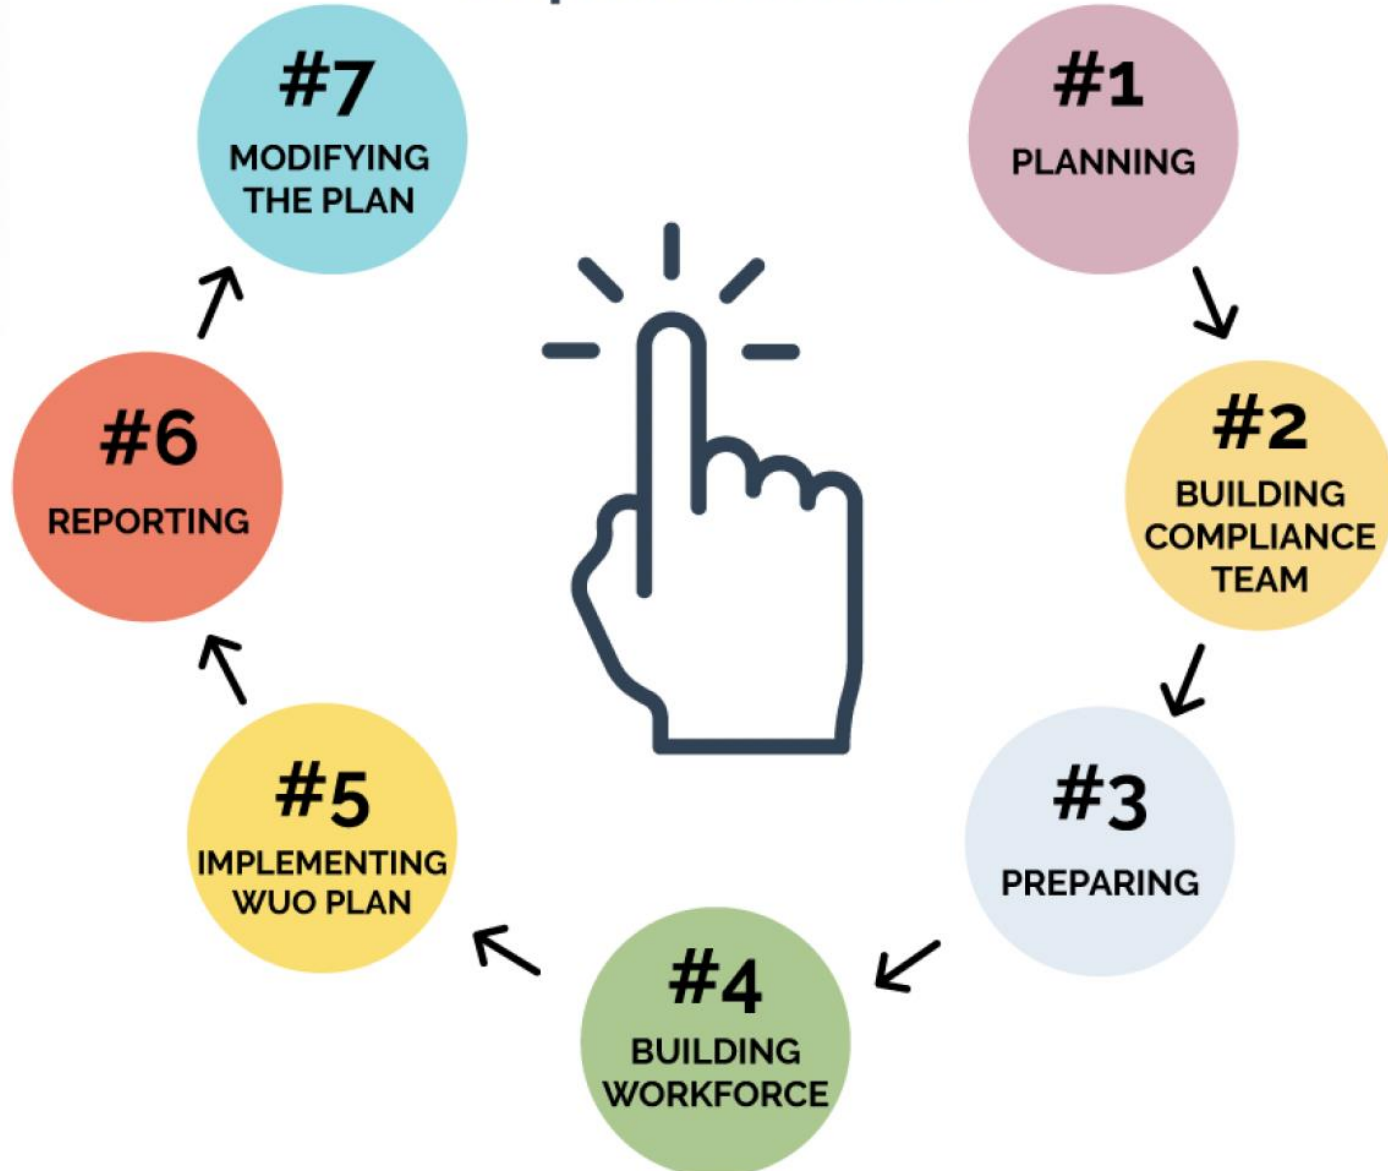 #1
PLANNING
#2
BUILDING
COMPLIANCE
TEAM
#3
PREPARING
#4
BUILDING
WORKFORCE
#5
IMPLEMENTING
WUO PLAN
#6
REPORTING
#7
MODIFYING
THE PLAN